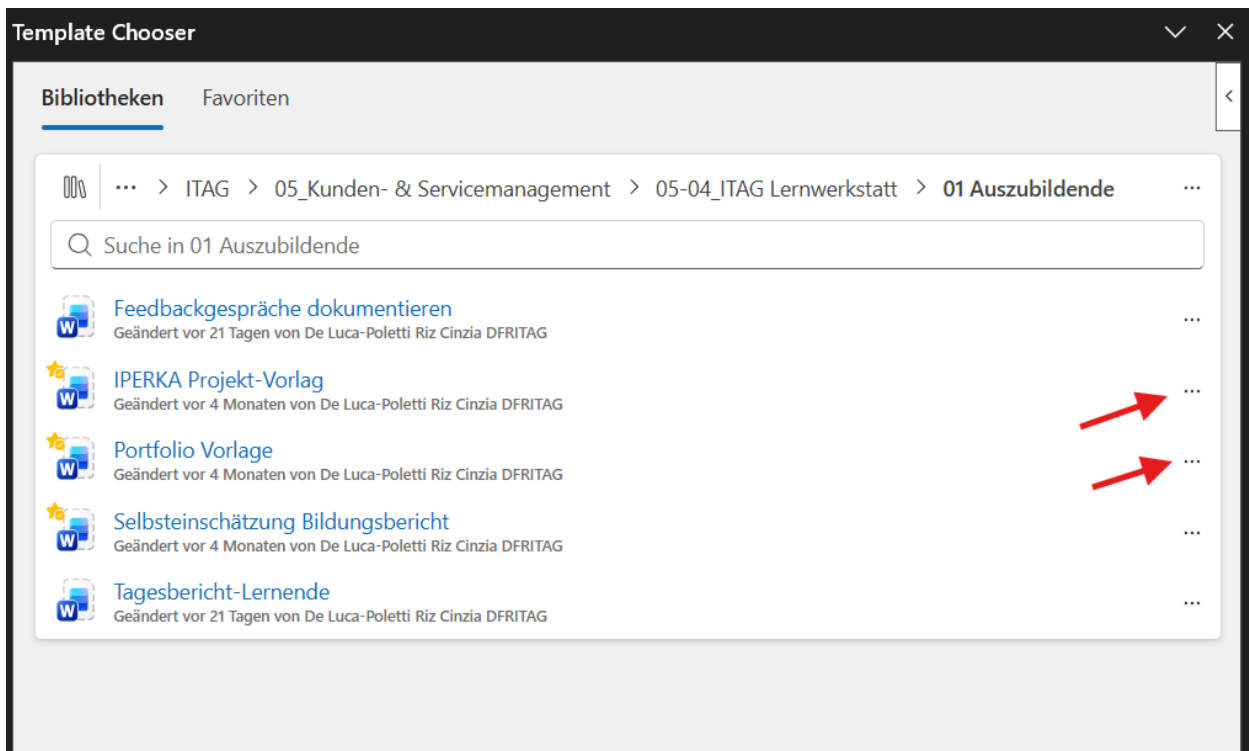 Template Chooser
Bibliotheken Favoriten
... > ITAG > 05_Kunden- & Servicemanagement > 05-04_ITAG Lernwerkstatt > 01 Auszubildende ...
Suche in 01 Auszubildende
Feedbackgespräche dokumentieren
Geändert vor 21 Tagen von De Luca-Poletti Riz Cinzia DFRITAG
...
IPERKA Projekt-Vorlag
Geändert vor 4 Monaten von De Luca-Poletti Riz Cinzia DFRITAG
...
Portfolio Vorlage
Geändert vor 4 Monaten von De Luca-Poletti Riz Cinzia DFRITAG
...
Selbsteinschätzung Bildungsbericht
Geändert vor 4 Monaten von De Luca-Poletti Riz Cinzia DFRITAG
...
Tagesbericht-Lernende
Geändert vor 21 Tagen von De Luca-Poletti Riz Cinzia DFRITAG
...